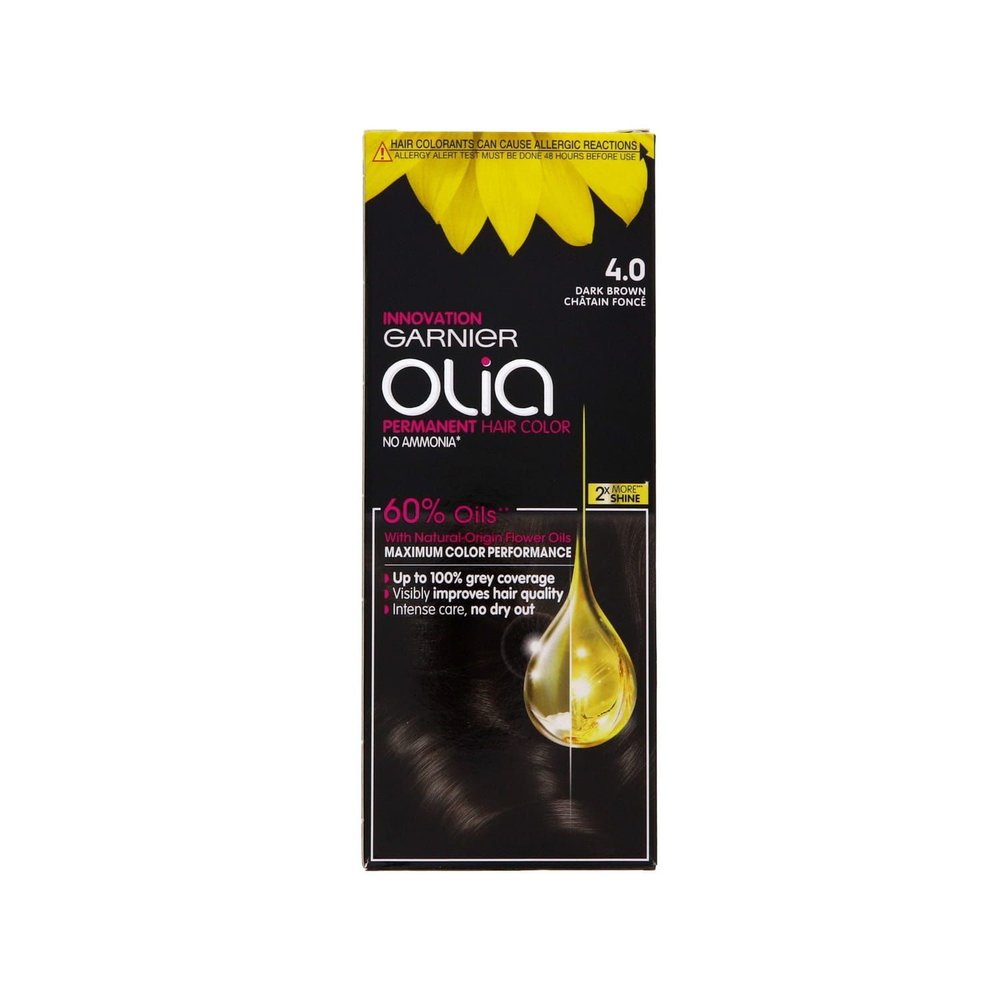 HAIR COLORANTS CAN CAUSE ALLERGIC REACTIONS
ALLERGY ALERT TEST MUST BE DONE 48 HOURS BEFORE USE
4.0
DARK BROWN
CHÂTAIN FONCÉ
INNOVATION
GARNIER
OLia
PERMANENT HAIR COLOR
NO AMMONIA*
2X MORE***
SHINE
60% Oils**
With Natural-Origin Flower Oils
MAXIMUM COLOR PERFORMANCE
Up to 100% grey coverage
Visibly improves hair quality
Intense care, no dry out